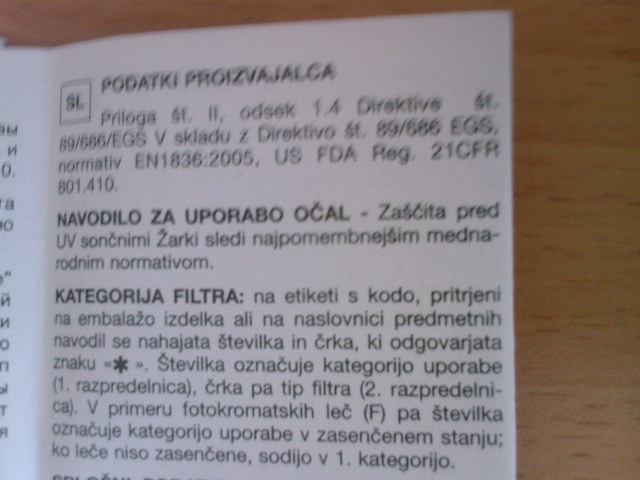 PODATKI PROIZVAJALCA
SL
Priloga št. II, odsek 1.4 Direktive št.
89/686/EGS V skladu z Direktivo št. 89/686 EGS,
normativ EN1836:2005, US FDA Reg. 21CFR
801.410.
NAVODILO ZA UPORABO OČAL - Zaščita pred
UV sončnimi Žarki sledi najpomembnejšim medna-
rodnim normativom.
KATEGORIJA FILTRA: na etiketi s kodo, pritrjeni
na embalažo izdelka ali na naslovnici predmetnih
navodil se nahajata številka in črka, ki odgovarjata
znaku «✱ ». Številka označuje kategorijo uporabe
(1. razpredelnica), črka pa tip filtra (2. razpredelni-
ca). V primeru fotokromatskih leč (F) pa številka
označuje kategorijo uporabe v zasenčenem stanju;
ko leče niso zasenčene, sodijo v 1. kategorijo.